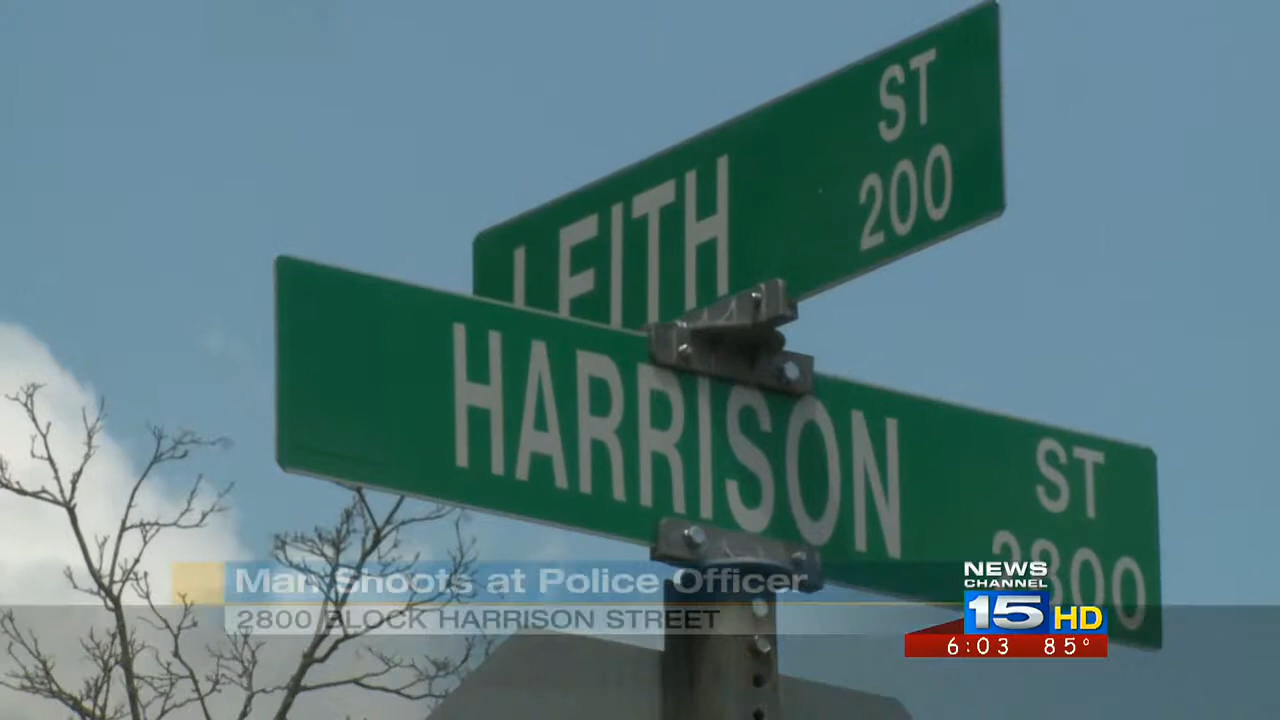 LEITH ST
200
HARRISON ST
2800
Man Shoots at Police Officer
2800 BLOCK HARRISON STREET
NEWS
CHANNEL
15 HD
6:03 85°